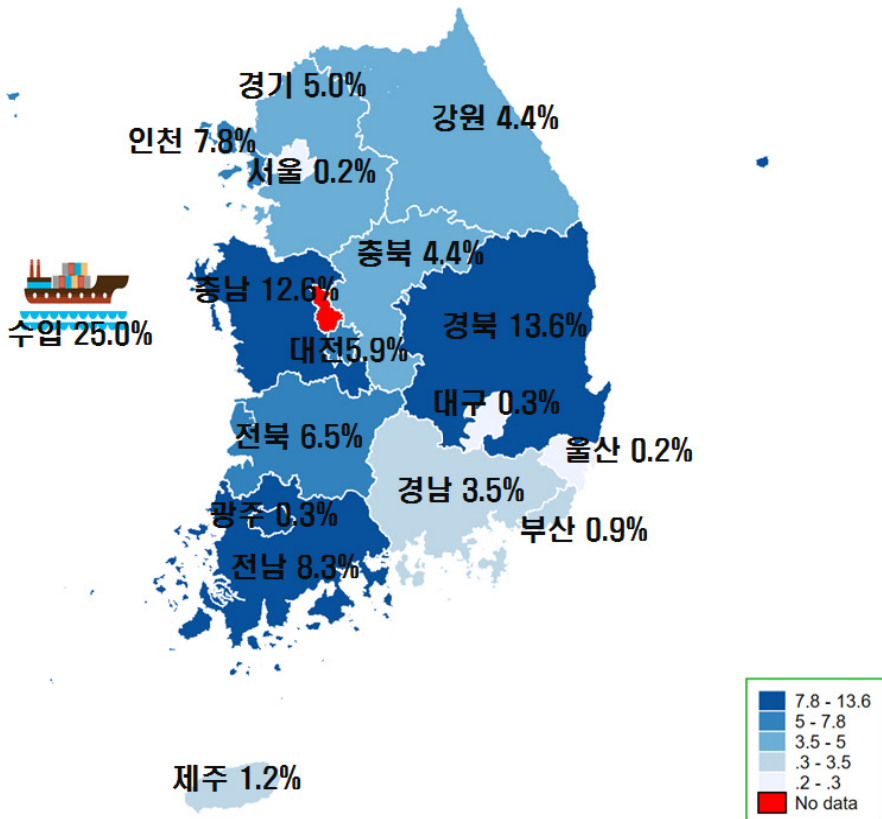 경기 5.0%
강원 4.4%
인천 7.8%
서울 0.2%
충북 4.4%
충남 12.6%
수입 25.0%
경북 13.6%
대전5.9%
대구 0.3%
전북 6.5%
울산 0.2%
경남 3.5%
광주 0.3%
부산 0.9%
전남 8.3%
제주 1.2%
7.8 - 13.6
5 - 7.8
3.5 - 5
.3 - 3.5
.2 - .3
No data